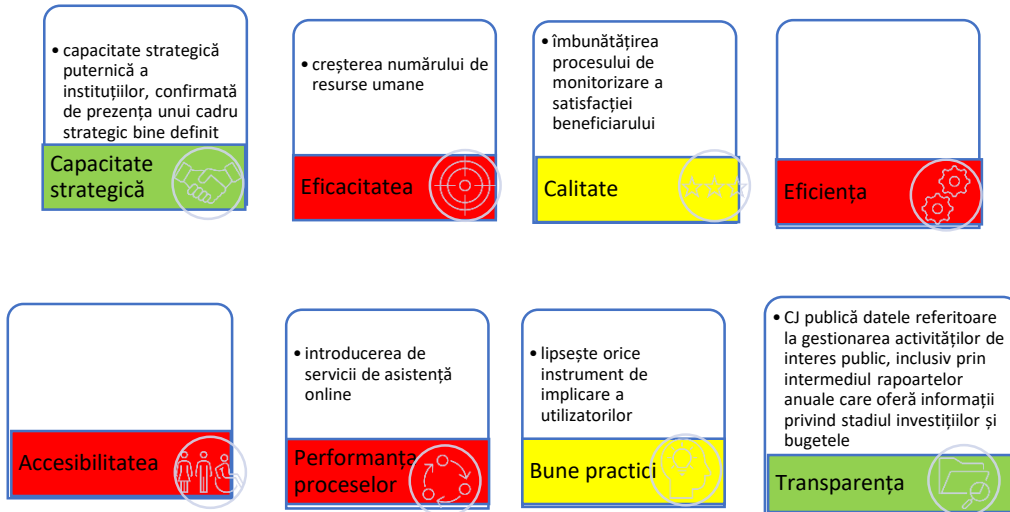 • capacitate strategică
puternică a
instituțiilor, confirmată
de prezența unui cadru
strategic bine definit
Capacitate
strategică
• creșterea numărului de
resurse umane
Eficacitatea
• îmbunătățirea
procesului de
monitorizare a
satisfacției
beneficiarului
Calitate
Eficiența
Accesibilitatea
• introducerea de
servicii de asistență
online
Performanța
proceselor
• lipsește orice
instrument de
implicare a
utilizatorilor
Bune practici
• CJ publică datele referitoare
la gestionarea activităților de
interes public, inclusiv prin
intermediul rapoartelor
anuale care oferă informații
privind stadiul investițiilor și
bugetele
Transparența